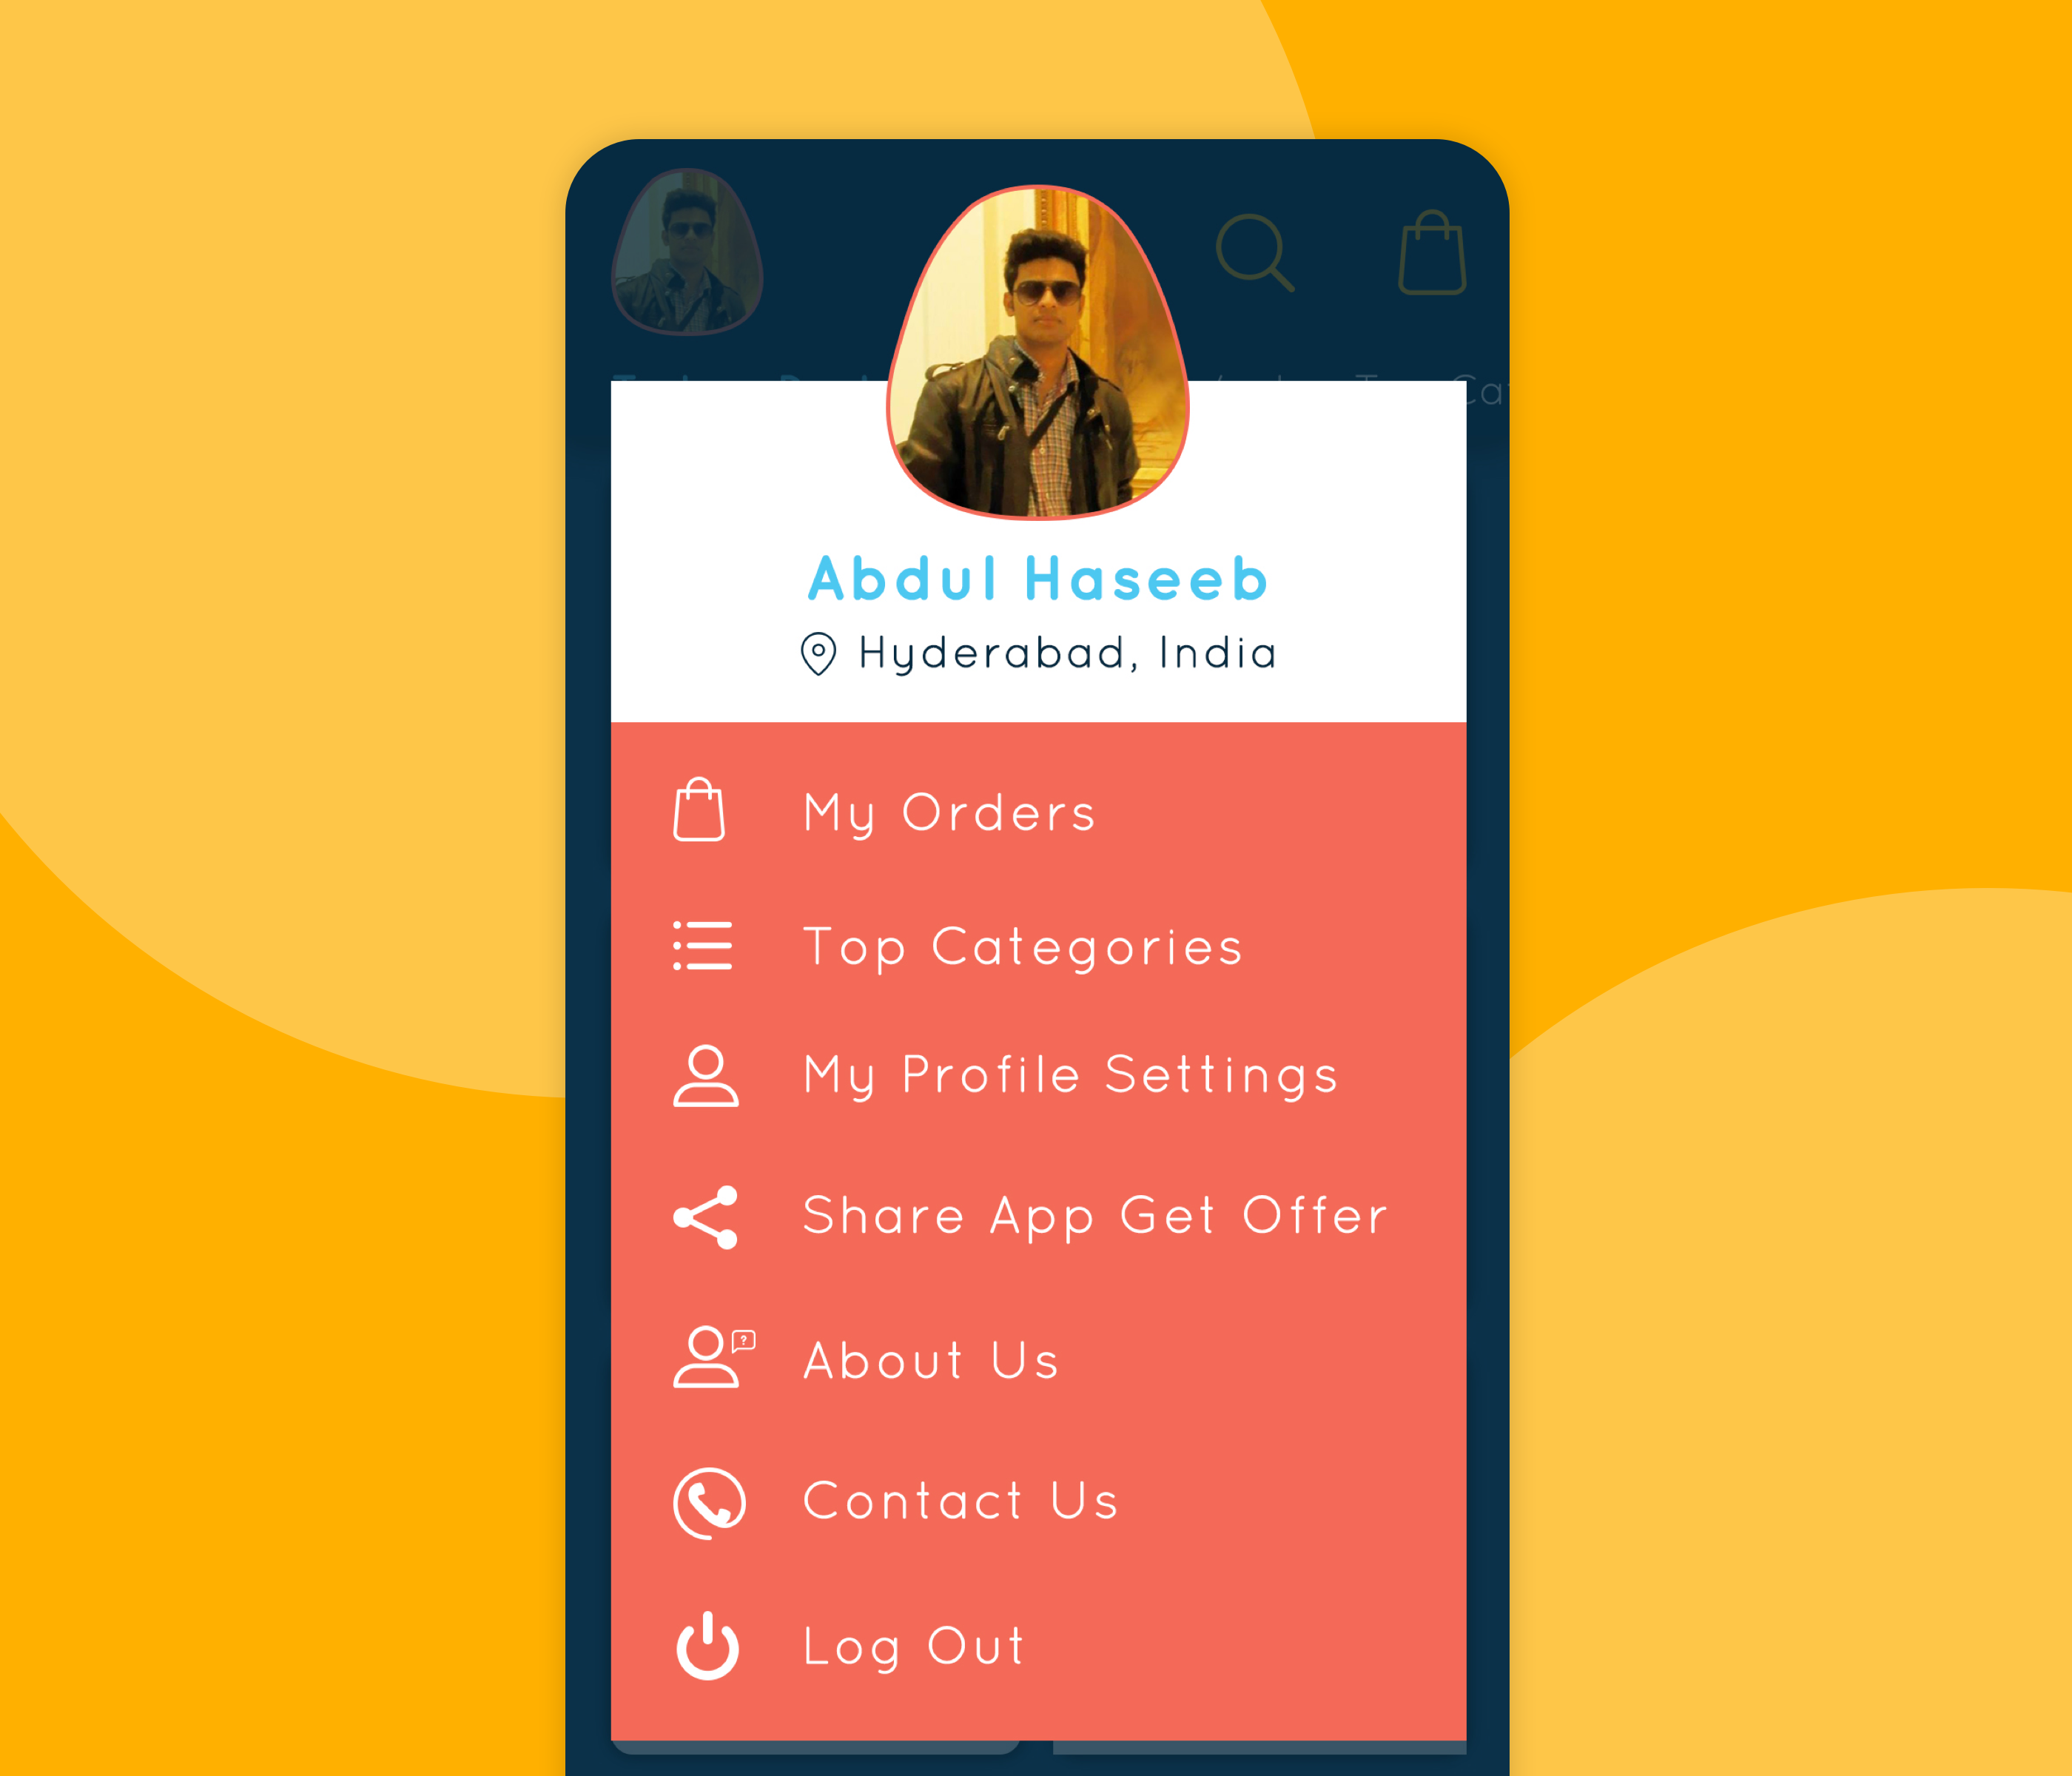 Abdul Haseeb
Hyderabad, India
My Orders
Top Categories
My Profile Settings
Share App Get Offer
About Us
Contact Us
Log Out